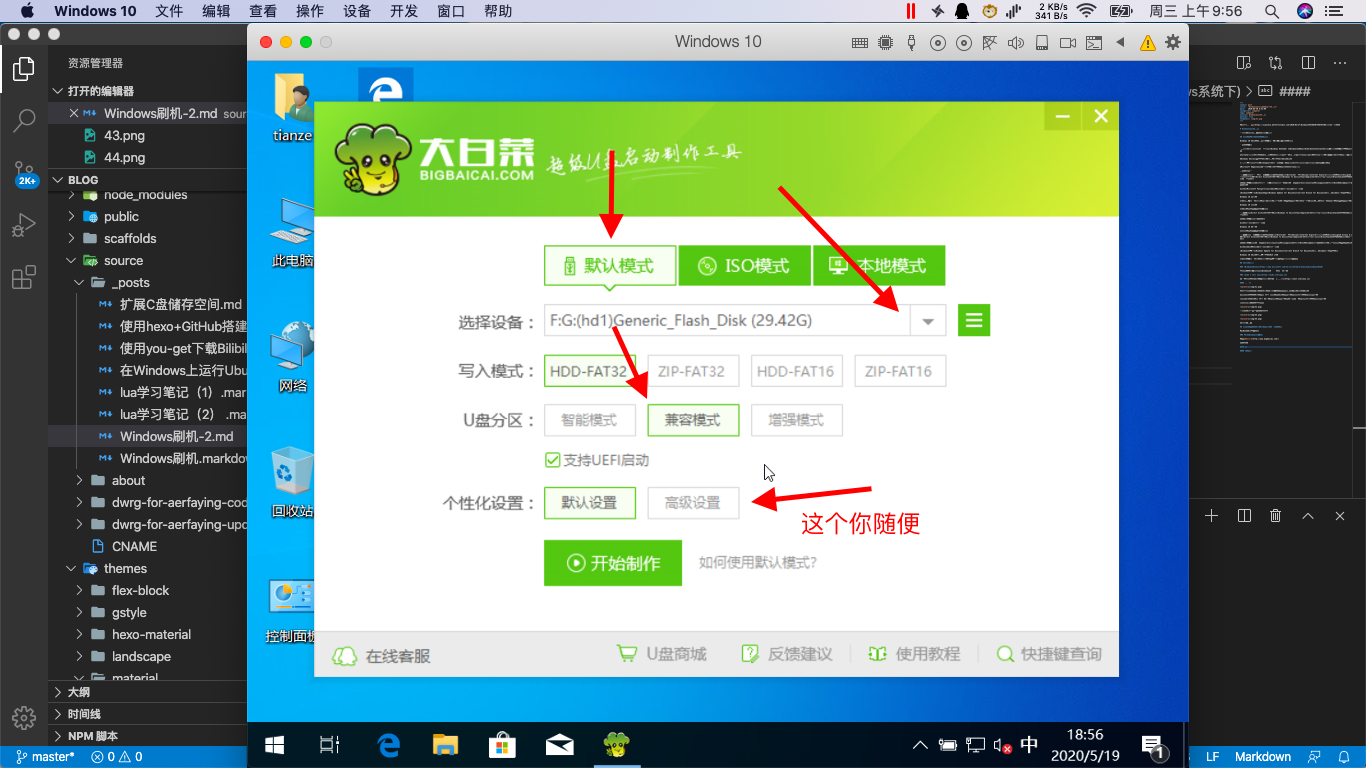 Windows 10 文件 编辑 查看 操作 设备 开发 窗口 帮助
2 KB/s
341 B/s
周三 上午9:56
Windows 10
资源管理器
打开的编辑器
Windows刷机-2.md sour
43.png
44.png
BLOG
node_modules
public
scaffolds
source
_posts
扩展C盘储存空间.md
使用hexo+GitHub搭建
使用you-get下载Bilibil
在Windows上运行Ubu
lua学习笔记（1）.mar
lua学习笔记（2） .ma
Windows刷机-2.md
Windows刷机.markdow
about
dwrg-for-aerfaying-cod
dwrg-for-aerfaying-upd
CNAME
themes
flex-block
gstyle
hexo-material
landscape
material
大纲
时间线
NPM 脚本
2K+
master*
0 0
s系统下) abc ####
LF Markdown
tianze
此电脑
网络
回收站
控制面板
大白菜
BIGBAICAI.COM
超级U盘启动制作工具
默认模式 ISO模式 本地模式
选择设备： F:G:(hd1)Generic_Flash_Disk (29.42G)
写入模式： HDD-FAT32 ZIP-FAT32 HDD-FAT16 ZIP-FAT16
U盘分区： 智能模式 兼容模式 增强模式
支持UEFI启动
个性化设置： 默认设置 高级设置
这个你随便
开始制作 如何使用默认模式?
在线客服 U盘商城 反馈建议 使用教程 快捷键查询
中
18:56
2020/5/19
1